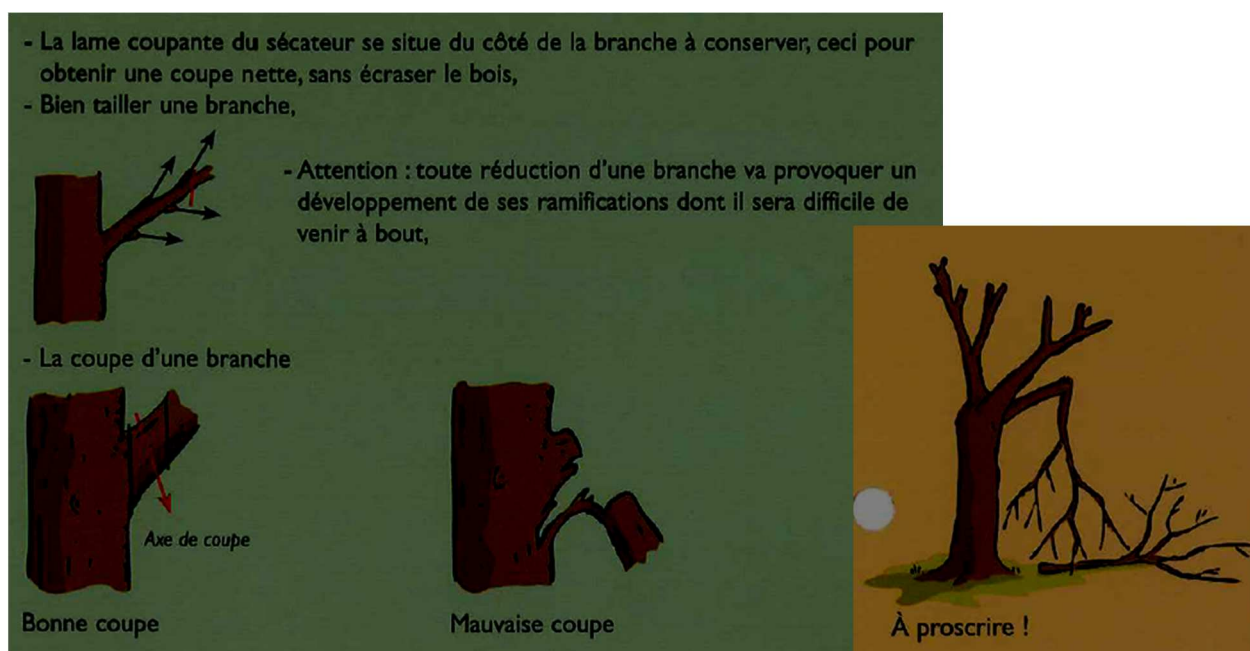 - La lame coupante du sécateur se situe du côté de la branche à conserver, ceci pour
obtenir une coupe nette, sans écraser le bois,
- Bien tailler une branche,
- Attention : toute réduction d'une branche va provoquer un
développement de ses ramifications dont il sera difficile de
venir à bout,
- La coupe d'une branche
Axe de coupe
Bonne coupe
Mauvaise coupe
À proscrire !